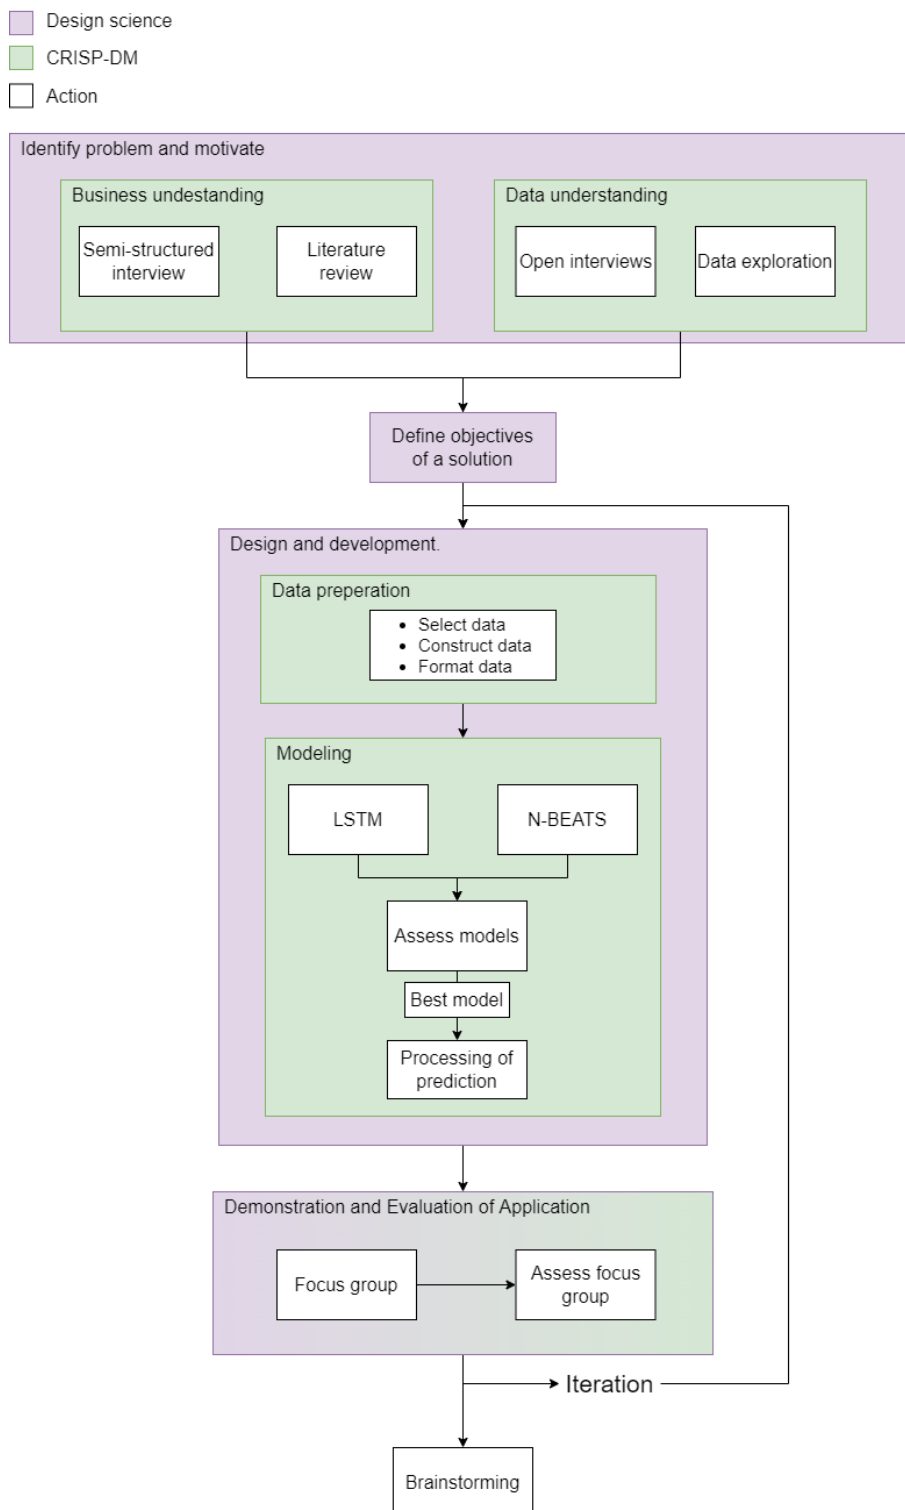 Design science
CRISP-DM
Action
Identify problem and motivate
Business undestanding
Semi-structured
interview
Literature
review
Data understanding
Open interviews
Data exploration
Define objectives
of a solution
Design and development.
Data preperation
• Select data
• Construct data
• Format data
Modeling
LSTM
N-BEATS
Assess models
Best model
Processing of
prediction
Demonstration and Evaluation of Application
Focus group
Assess focus
group
Iteration
Brainstorming